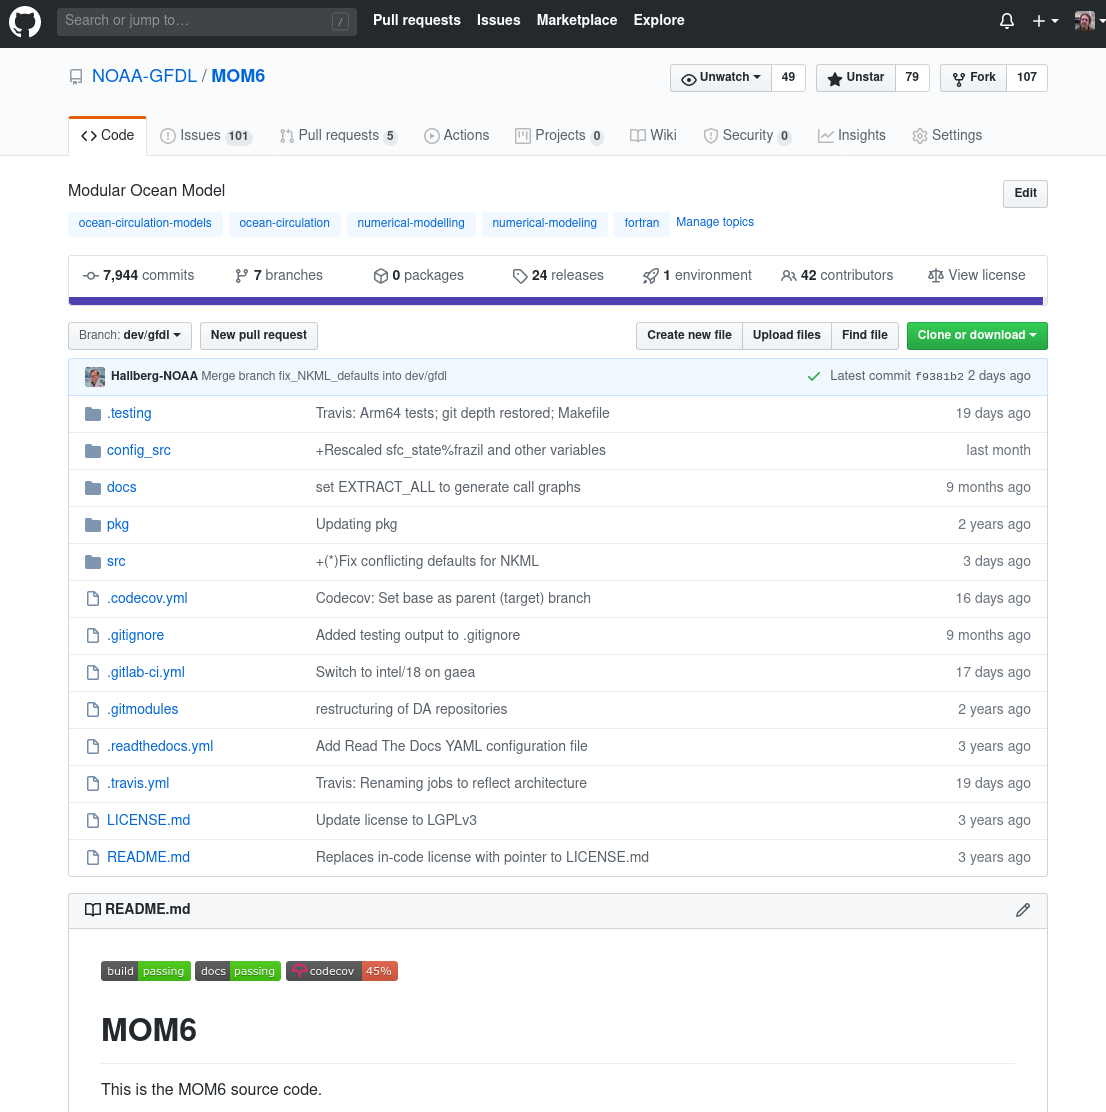 Search or jump to… / Pull requests Issues Marketplace Explore
NOAA-GFDL / MOM6 Unwatch 49 Unstar 79 Fork 107
Code Issues 101 Pull requests 5 Actions Projects 0 Wiki Security 0 Insights Settings
Modular Ocean Model Edit
ocean-circulation-models ocean-circulation numerical-modelling numerical-modeling fortran Manage topics
7,944 commits 7 branches 0 packages 24 releases 1 environment 42 contributors View license
Branch: dev/gfdl New pull request Create new file Upload files Find file Clone or download
Hallberg-NOAA Merge branch fix_NKML_defaults into dev/gfdl Latest commit f9381b2 2 days ago
.testing Travis: Arm64 tests; git depth restored; Makefile 19 days ago
config_src +Rescaled sfc_state%frazil and other variables last month
docs set EXTRACT_ALL to generate call graphs 9 months ago
pkg Updating pkg 2 years ago
src +(*)Fix conflicting defaults for NKML 3 days ago
.codecov.yml Codecov: Set base as parent (target) branch 16 days ago
.gitignore Added testing output to .gitignore 9 months ago
.gitlab-ci.yml Switch to intel/18 on gaea 17 days ago
.gitmodules restructuring of DA repositories 2 years ago
.readthedocs.yml Add Read The Docs YAML configuration file 3 years ago
.travis.yml Travis: Renaming jobs to reflect architecture 19 days ago
LICENSE.md Update license to LGPLv3 3 years ago
README.md Replaces in-code license with pointer to LICENSE.md 3 years ago
README.md
build passing docs passing codecov 45%
MOM6
This is the MOM6 source code.